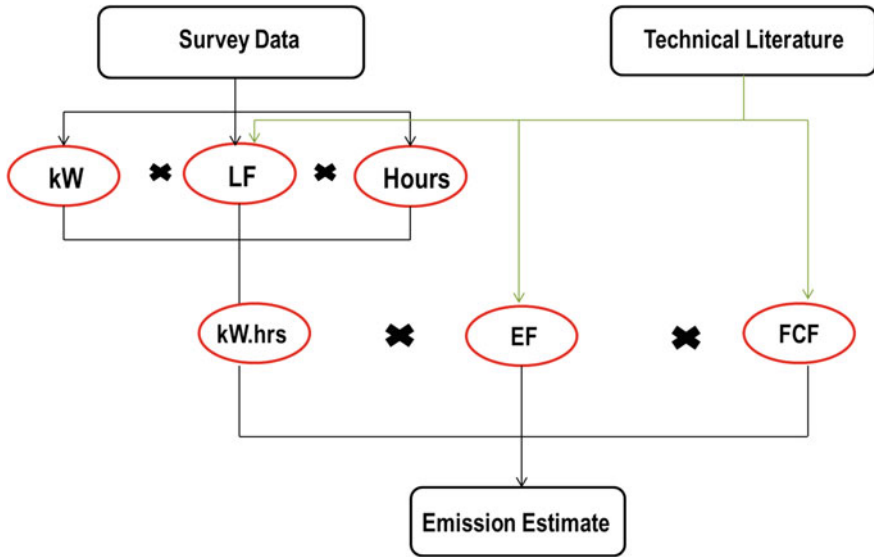 Survey Data
Technical Literature
kW
LF
Hours
kW.hrs
EF
FCF
Emission Estimate